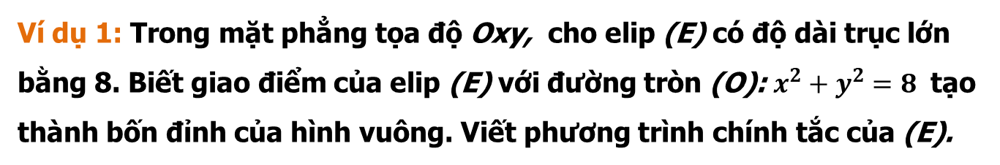 Ví dụ 1: Trong mặt phẳng tọa độ Oxy, cho elip (E) có độ dài trục lớn
bằng 8. Biết giao điểm của elip (E) với đường tròn (O): x² + y² = 8 tạo
thành bốn đỉnh của hình vuông. Viết phương trình chính tắc của (E).